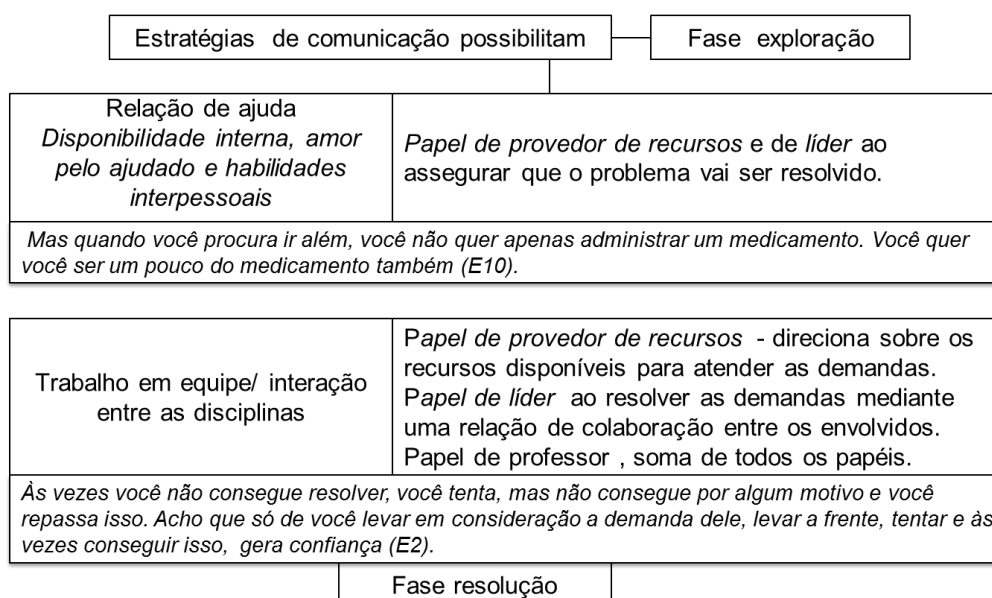 Estratégias de comunicação possibilitam
Fase exploração
Relação de ajuda
Disponibilidade interna, amor
pelo ajudado e habilidades
interpessoais
Papel de provedor de recursos e de líder ao
assegurar que o problema vai ser resolvido.
Mas quando você procura ir além, você não quer apenas administrar um medicamento. Você quer
você ser um pouco do medicamento também (E10).
Trabalho em equipe/ interação
entre as disciplinas
Papel de provedor de recursos - direciona sobre os
recursos disponíveis para atender as demandas.
Papel de líder ao resolver as demandas mediante
uma relação de colaboração entre os envolvidos.
Papel de professor , soma de todos os papéis.
Às vezes você não consegue resolver, você tenta, mas não consegue por algum motivo e você
repassa isso. Acho que só de você levar em consideração a demanda dele, levar a frente, tentar e às
vezes conseguir isso, gera confiança (E2).
Fase resolução